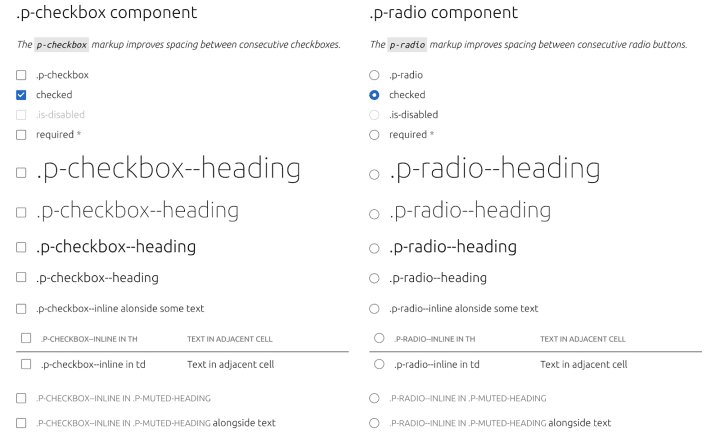 .p-checkbox component
The p-checkbox markup improves spacing between consecutive checkboxes.
.p-checkbox
checked
.is-disabled
required *
.p-checkbox--heading
.p-checkbox--heading
.p-checkbox--heading
.p-checkbox--heading
.p-checkbox--inline alonside some text
.P-CHECKBOX--INLINE IN TH TEXT IN ADJACENT CELL
.p-checkbox--inline in td Text in adjacent cell
.P-CHECKBOX--INLINE IN .P-MUTED-HEADING
.P-CHECKBOX--INLINE IN .P-MUTED-HEADING alongside text
.p-radio component
The p-radio markup improves spacing between consecutive radio buttons.
.p-radio
checked
.is-disabled
required *
.p-radio--heading
.p-radio--heading
.p-radio--heading
.p-radio--heading
.p-radio--inline alonside some text
.P-RADIO--INLINE IN TH TEXT IN ADJACENT CELL
.p-radio--inline in td Text in adjacent cell
.P-RADIO--INLINE IN .P-MUTED-HEADING
.P-RADIO--INLINE IN .P-MUTED-HEADING alongside text